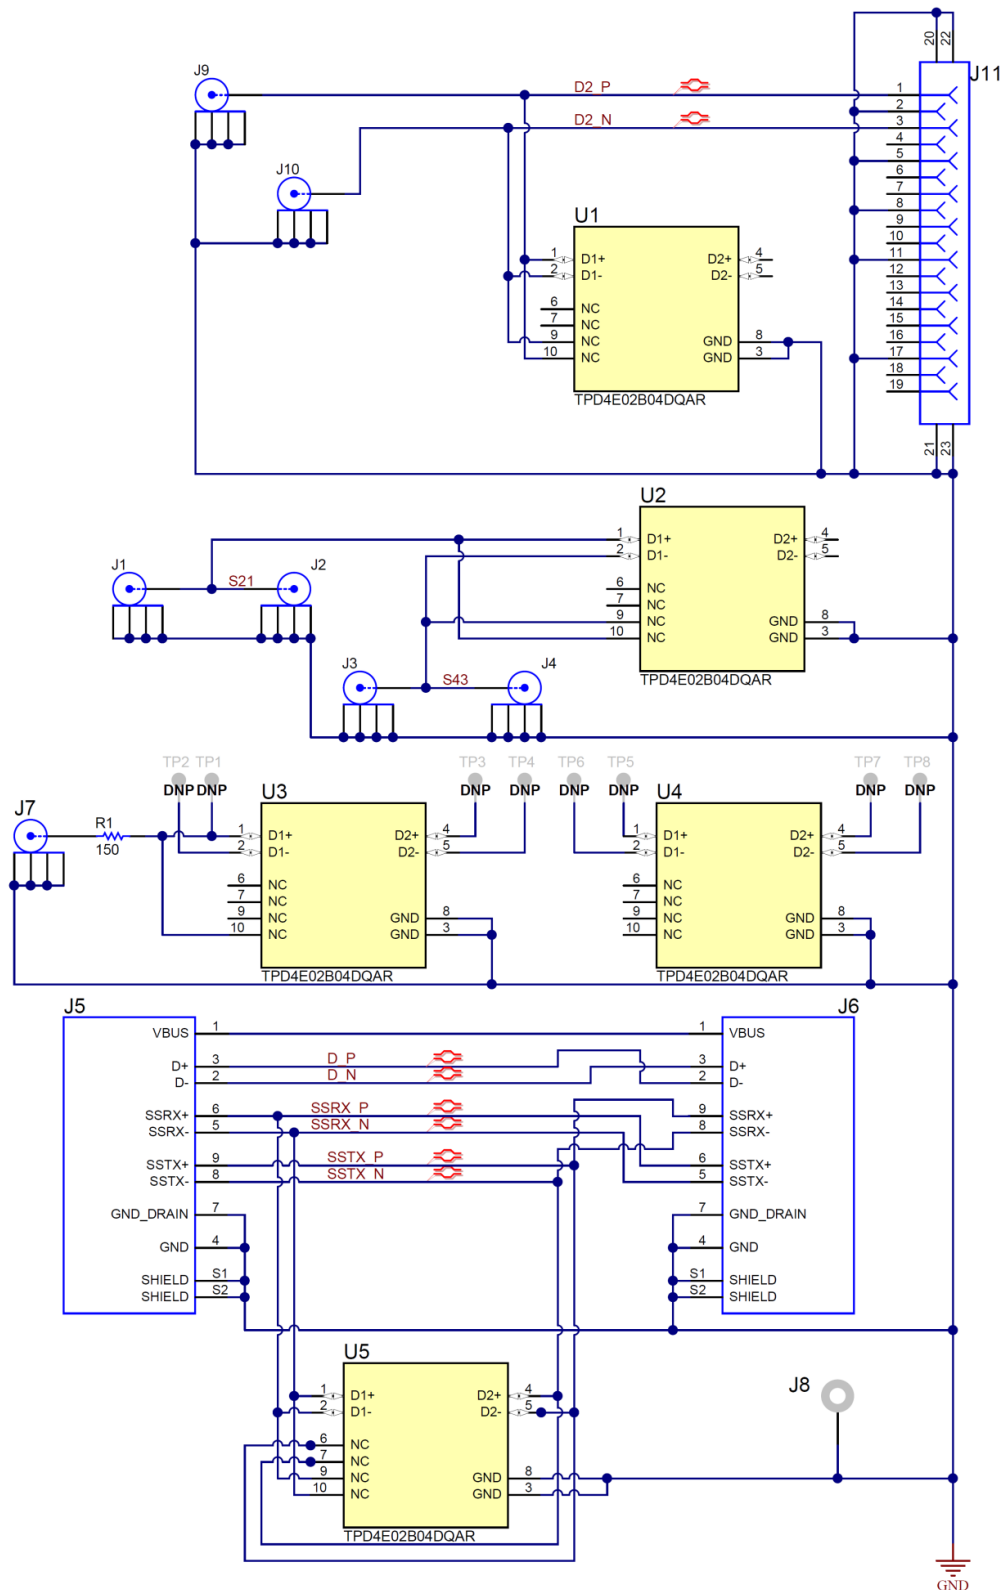 20 22
J11
J9
D2_P
1
2
D2_N
3
4
5
J10
6
7
8
U1
9
10
1 D1+ D2+ 4
11
2 D1- D2- 5
12
13
6 NC
14
7 NC
15
9 NC GND 8
16
10 NC GND 3
17
18
TPD4E02B04DQAR
19
21 23
U2
1 D1+ D2+ 4
2 D1- D2- 5
J1 S21 J2
6 NC
7 NC
9 NC GND 8
10 NC GND 3
J3 S43 J4
TPD4E02B04DQAR
TP2 TP1 TP3 TP4 TP6 TP5 TP7 TP8
DNP DNP DNP DNP DNP DNP DNP DNP
J7 R1 U3 U4
150
1 D1+ D2+ 4 1 D1+ D2+ 4
2 D1- D2- 5 2 D1- D2- 5
6 NC 6 NC
7 NC 7 NC
9 NC GND 8 9 NC GND 8
10 NC GND 3 10 NC GND 3
TPD4E02B04DQAR TPD4E02B04DQAR
J5 J6
VBUS 1 1 VBUS
D+ 3 D_P 3 D+
D- 2 D_N 2 D-
SSRX+ 6 SSRX_P 9 SSRX+
SSRX- 5 SSRX_N 8 SSRX-
SSTX+ 9 SSTX_P 6 SSTX+
SSTX- 8 SSTX_N 5 SSTX-
GND_DRAIN 7 7 GND_DRAIN
GND 4 4 GND
SHIELD S1 S1 SHIELD
SHIELD S2 S2 SHIELD
U5
J8
1 D1+ D2+ 4
2 D1- D2- 5
6 NC
7 NC
9 NC GND 8
10 NC GND 3
TPD4E02B04DQAR
GND